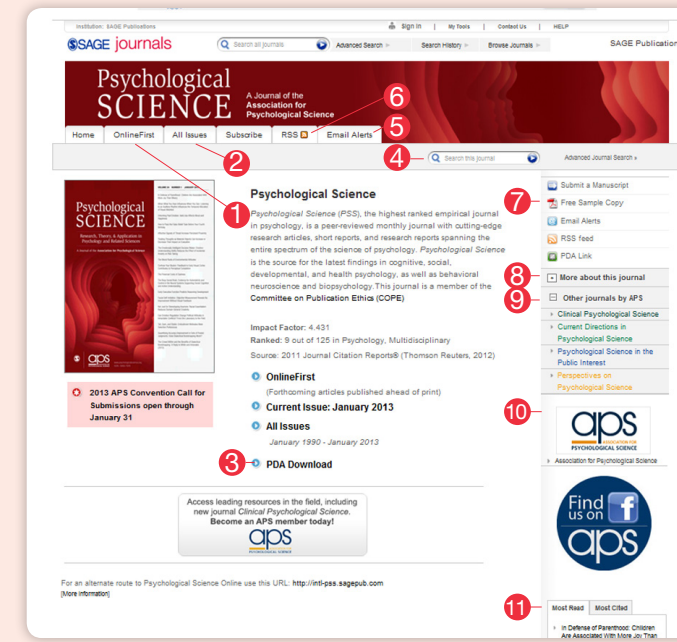 Institution: SAGE Publications
Sign In | My Tools | Contact Us | HELP
SAGE journals
Search all journals
Advanced Search
Search History
Browse Journals
SAGE Publication
Psychological
SCIENCE
A Journal of the
Association for
Psychological Science
6
Home
OnlineFirst
All Issues
Subscribe
RSS
Email Alerts
5
2
4
Search this journal
Advanced Journal Search
1
Psychological
SCIENCE
Research, Theory, & Application in
Psychology and Related Sciences
aps
2013 APS Convention Call for
Submissions open through
January 31
Psychological Science
Psychological Science (PSS), the highest ranked empirical journal
in psychology, is a peer-reviewed monthly journal with cutting-edge
research articles, short reports, and research reports spanning the
entire spectrum of the science of psychology. Psychological Science
is the source for the latest findings in cognitive, social,
developmental, and health psychology, as well as behavioral
neuroscience and biopsychology.This journal is a member of the
Committee on Publication Ethics (COPE)
Impact Factor: 4.431
Ranked: 9 out of 125 in Psychology, Multidisciplinary
Source: 2011 Journal Citation Reports® (Thomson Reuters, 2012)
OnlineFirst
(Forthcoming articles published ahead of print)
Current Issue: January 2013
All Issues
January 1990 - January 2013
3
PDA Download
Submit a Manuscript
7
Free Sample Copy
Email Alerts
RSS feed
PDA Link
8
More about this journal
9
Other journals by APS
Clinical Psychological Science
Current Directions in
Psychological Science
Psychological Science in the
Public Interest
Perspectives on
Psychological Science
10
aps
ASSOCIATION FOR
PSYCHOLOGICAL SCIENCE
Association for Psychological Science
Find
us on
f
aps
Access leading resources in the field, including
new journal Clinical Psychological Science.
Become an APS member today!
aps
For an alternate route to Psychological Science Online use this URL: http://intl-pss.sagepub.com
[More information]
11
Most Read
Most Cited
In Defense of Parenthood: Children
Are Associated With More Joy Than